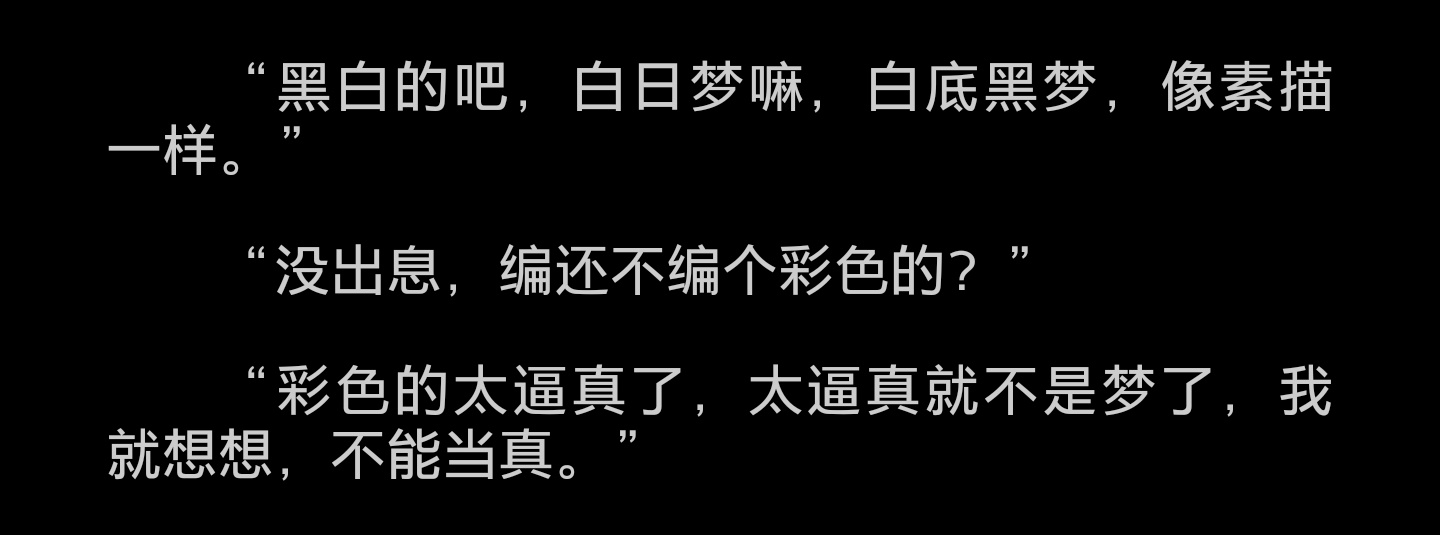 “黑白的吧，白日梦嘛，白底黑梦，像素描
一样。”
“没出息，编还不编个彩色的？”
“彩色的太逼真了，太逼真就不是梦了，我
就想想，不能当真。”